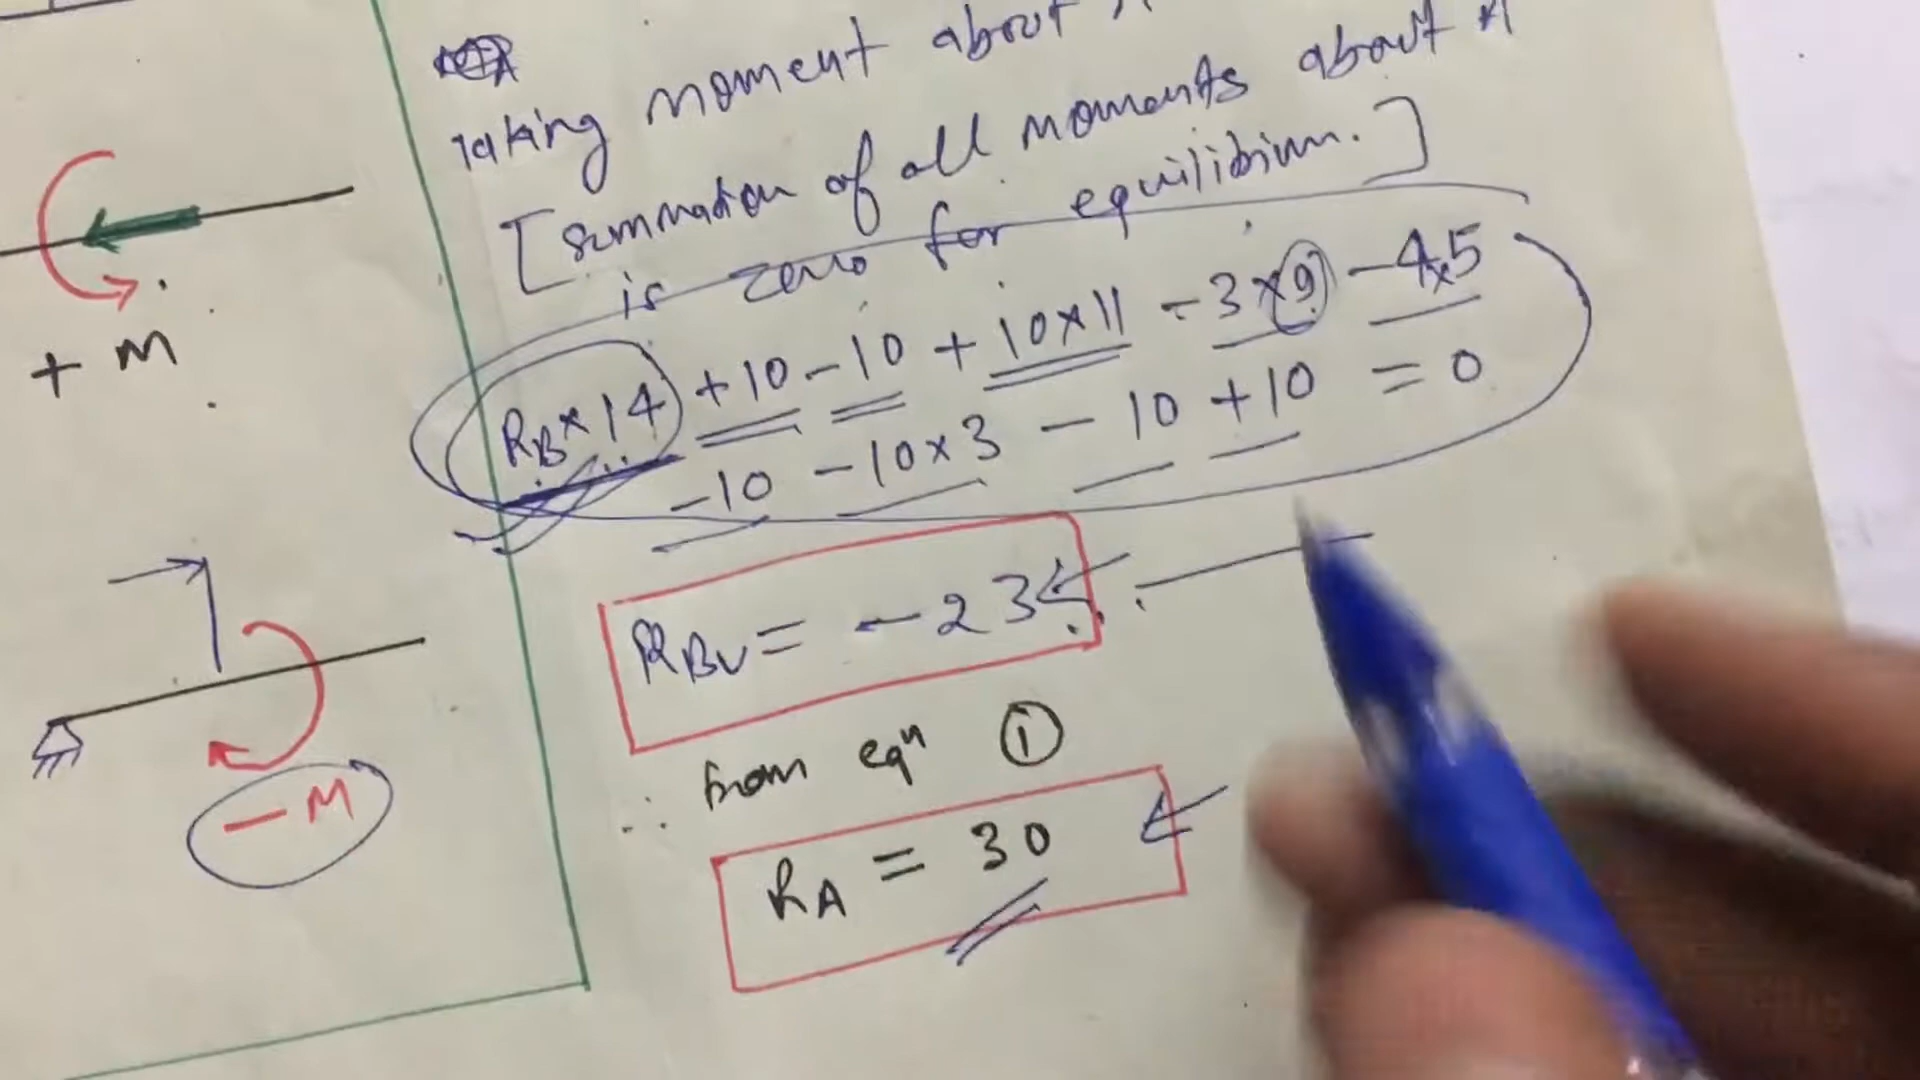 Taking moment about A
[summation of all moments about A
is zero for equilibium.]
RB×14 +10 -10 + 10×11 - 3×9 -4×5
-10 -10×3 - 10 +10 = 0
RBV = -23
∴ from eqn ①
RA = 30
+ M
- M